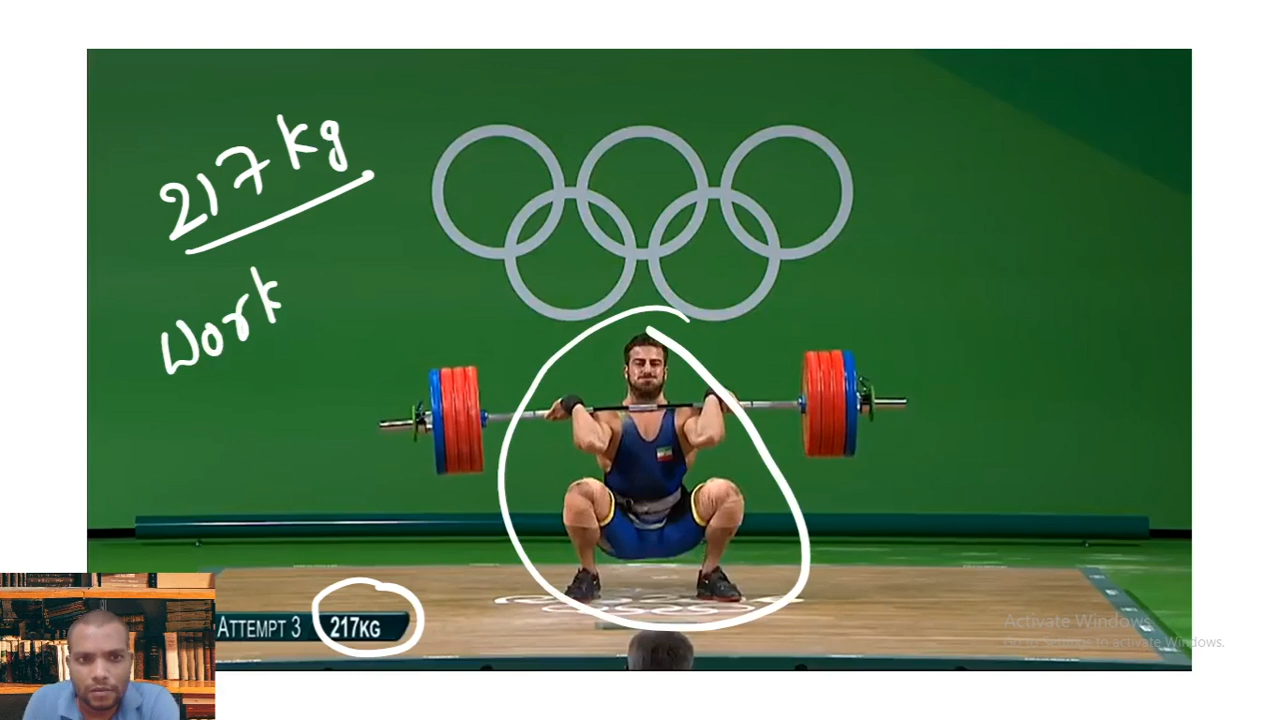 217 kg
Work
ATTEMPT 3 217KG
Activate Windows
Go to Settings to activate Windows.